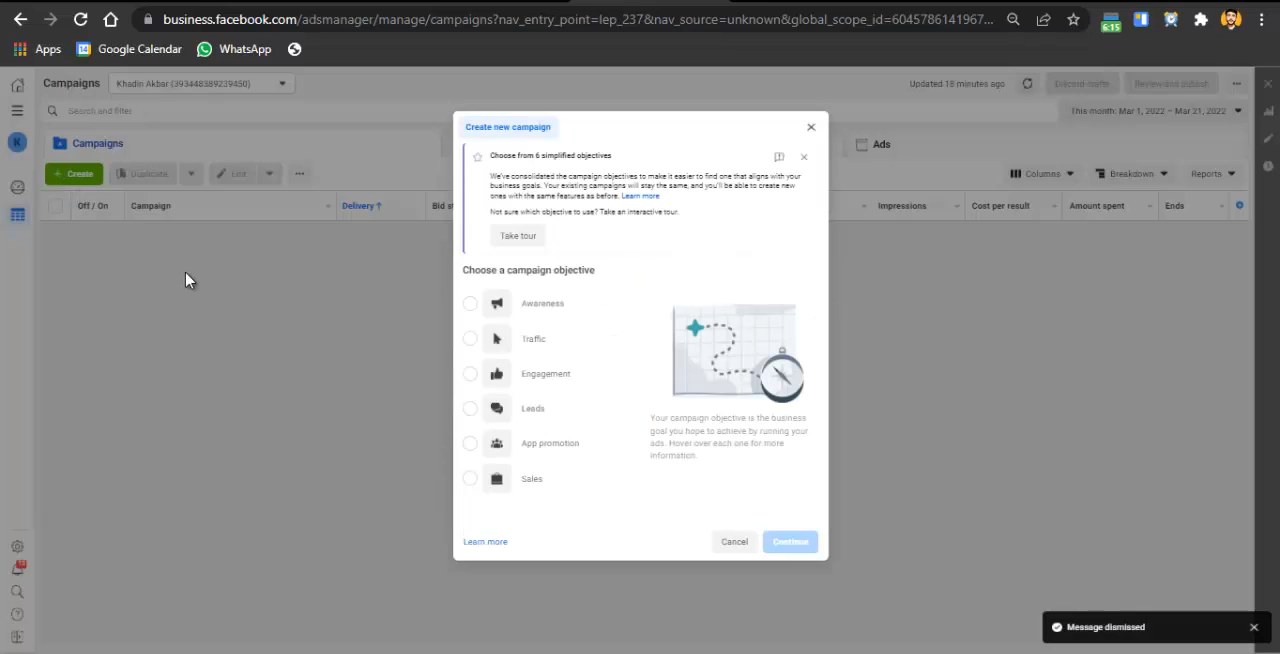 business.facebook.com/adsmanager/manage/campaigns?nav_entry_point=lep_237&nav_source=unknown&global_scope_id=6045786141967...
6:15
Apps
Google Calendar
WhatsApp
Campaigns
Khadin Akbar (393448389239450)
Updated 16 minutes ago
Discard drafts
Review and publish
Search and filter
This month: Mar 1, 2022 – Mar 21, 2022
K
Campaigns
Ads
+ Create
Duplicate
Edit
Columns
Breakdown
Reports
Off / On
Campaign
Delivery ↑
Bid st
Impressions
Cost per result
Amount spent
Ends
Create new campaign
Choose from 6 simplified objectives
We've consolidated the campaign objectives to make it easier to find one that aligns with your
business goals. Your existing campaigns will stay the same, and you'll be able to create new
ones with the same features as before. Learn more
Not sure which objective to use? Take an interactive tour.
Take tour
Choose a campaign objective
Awareness
Traffic
Engagement
Leads
App promotion
Sales
Your campaign objective is the business
goal you hope to achieve by running your
ads. Hover over each one for more
information.
Learn more
Cancel
Continue
Message dismissed